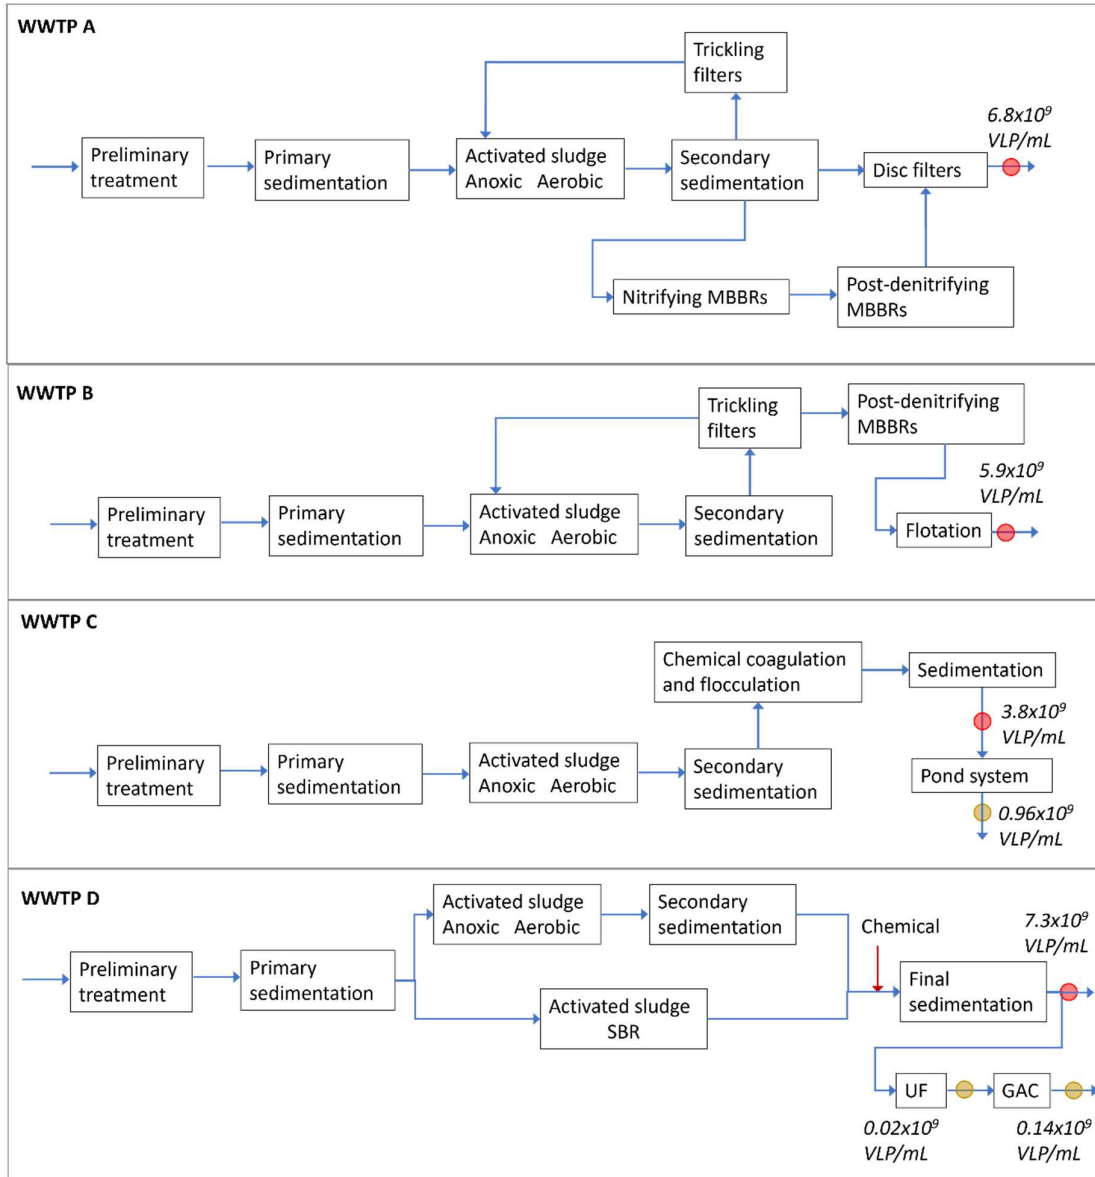 WWTP A
Trickling
filters
6.8x10⁹
VLP/mL
Preliminary
treatment
Primary
sedimentation
Activated sludge
Anoxic Aerobic
Secondary
sedimentation
Disc filters
Nitrifying MBBRs
Post-denitrifying
MBBRs
WWTP B
Trickling
filters
Post-denitrifying
MBBRs
5.9x10⁹
VLP/mL
Preliminary
treatment
Primary
sedimentation
Activated sludge
Anoxic Aerobic
Secondary
sedimentation
Flotation
WWTP C
Chemical coagulation
and flocculation
Sedimentation
3.8x10⁹
VLP/mL
Preliminary
treatment
Primary
sedimentation
Activated sludge
Anoxic Aerobic
Secondary
sedimentation
Pond system
0.96x10⁹
VLP/mL
WWTP D
Activated sludge
Anoxic Aerobic
Secondary
sedimentation
Chemical
7.3x10⁹
VLP/mL
Preliminary
treatment
Primary
sedimentation
Activated sludge
SBR
Final
sedimentation
UF
GAC
0.02x10⁹
VLP/mL
0.14x10⁹
VLP/mL